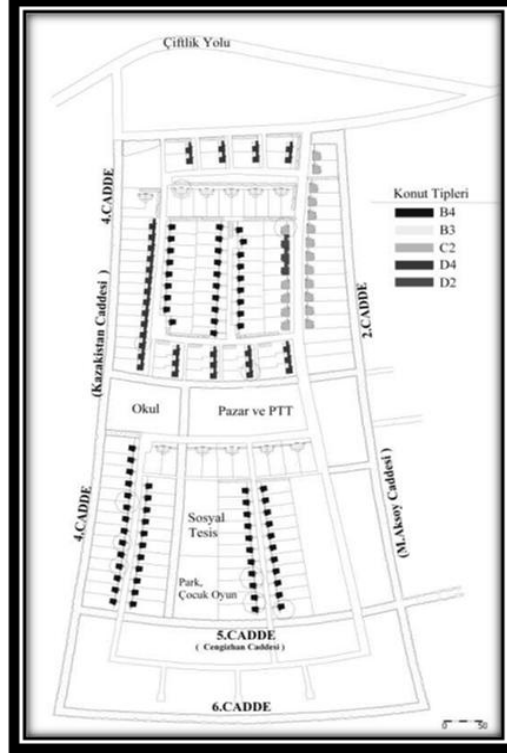 Çiftlik Yolu
4.CADDE
Konut Tipleri
B4
B3
C2
D4
D2
(Kazakistan Caddesi )
2.CADDE
Okul
Pazar ve PTT
4.CADDE
Sosyal
Tesis
(M.Aksoy Caddesi )
Park,
Çocuk Oyun
5.CADDE
( Cengizhan Caddesi )
6.CADDE
0 50